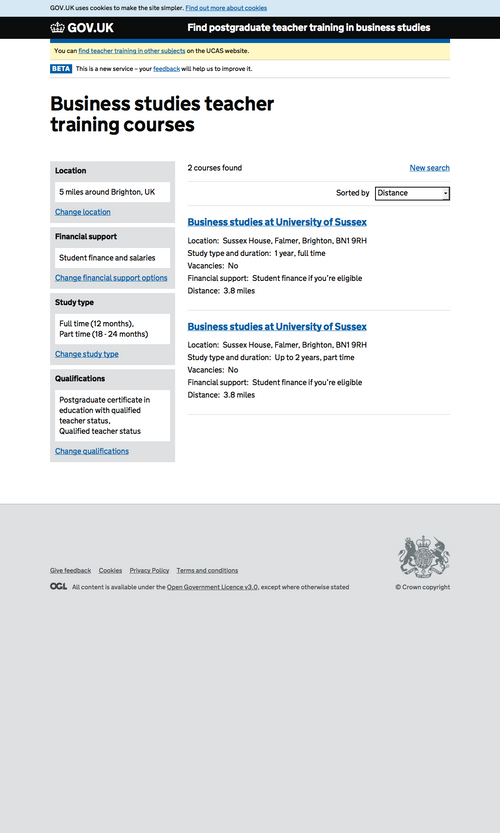 GOV.UK uses cookies to make the site simpler. Find out more about cookies
GOV.UK
Find postgraduate teacher training in business studies
You can find teacher training in other subjects on the UCAS website.
BETA This is a new service – your feedback will help us to improve it.
Business studies teacher
training courses
Location
5 miles around Brighton, UK
Change location
Financial support
Student finance and salaries
Change financial support options
Study type
Full time (12 months),
Part time (18 - 24 months)
Change study type
Qualifications
Postgraduate certificate in
education with qualified
teacher status,
Qualified teacher status
Change qualifications
2 courses found
New search
Sorted by Distance
Business studies at University of Sussex
Location: Sussex House, Falmer, Brighton, BN1 9RH
Study type and duration: 1 year, full time
Vacancies: No
Financial support: Student finance if you're eligible
Distance: 3.8 miles
Business studies at University of Sussex
Location: Sussex House, Falmer, Brighton, BN1 9RH
Study type and duration: Up to 2 years, part time
Vacancies: No
Financial support: Student finance if you're eligible
Distance: 3.8 miles
Give feedback Cookies Privacy Policy Terms and conditions
OGL All content is available under the Open Government Licence v3.0, except where otherwise stated
© Crown copyright